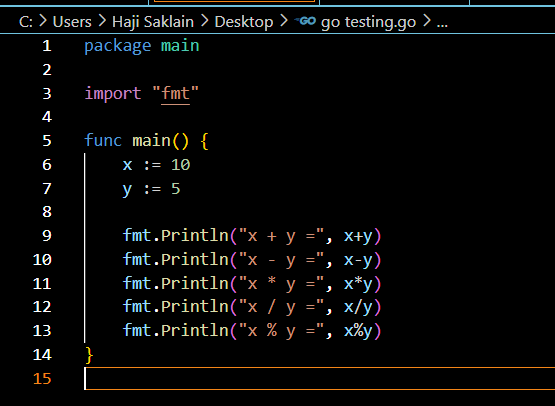 C: > Users > Haji Saklain > Desktop > GO go testing.go > ...
1 package main
2
3 import "fmt"
4
5 func main() {
6     x := 10
7     y := 5
8
9     fmt.Println("x + y =", x+y)
10     fmt.Println("x - y =", x-y)
11     fmt.Println("x * y =", x*y)
12     fmt.Println("x / y =", x/y)
13     fmt.Println("x % y =", x%y)
14 }
15